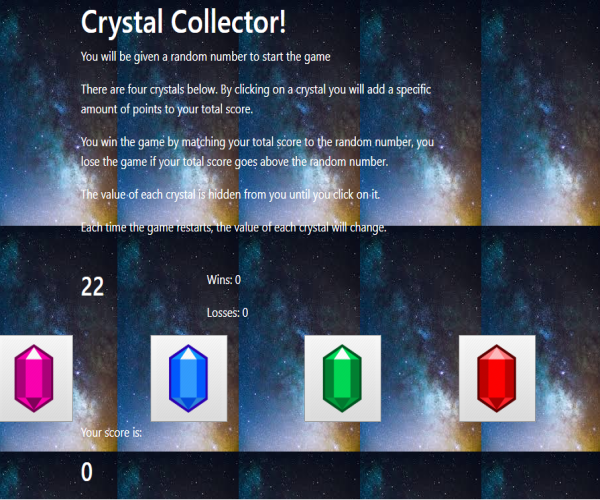 Crystal Collector!
You will be given a random number to start the game
There are four crystals below. By clicking on a crystal you will add a specific
amount of points to your total score.
You win the game by matching your total score to the random number, you
lose the game if your total score goes above the random number.
The value of each crystal is hidden from you until you click on it.
Each time the game restarts, the value of each crystal will change.
22
Wins: 0
Losses: 0
Your score is:
0